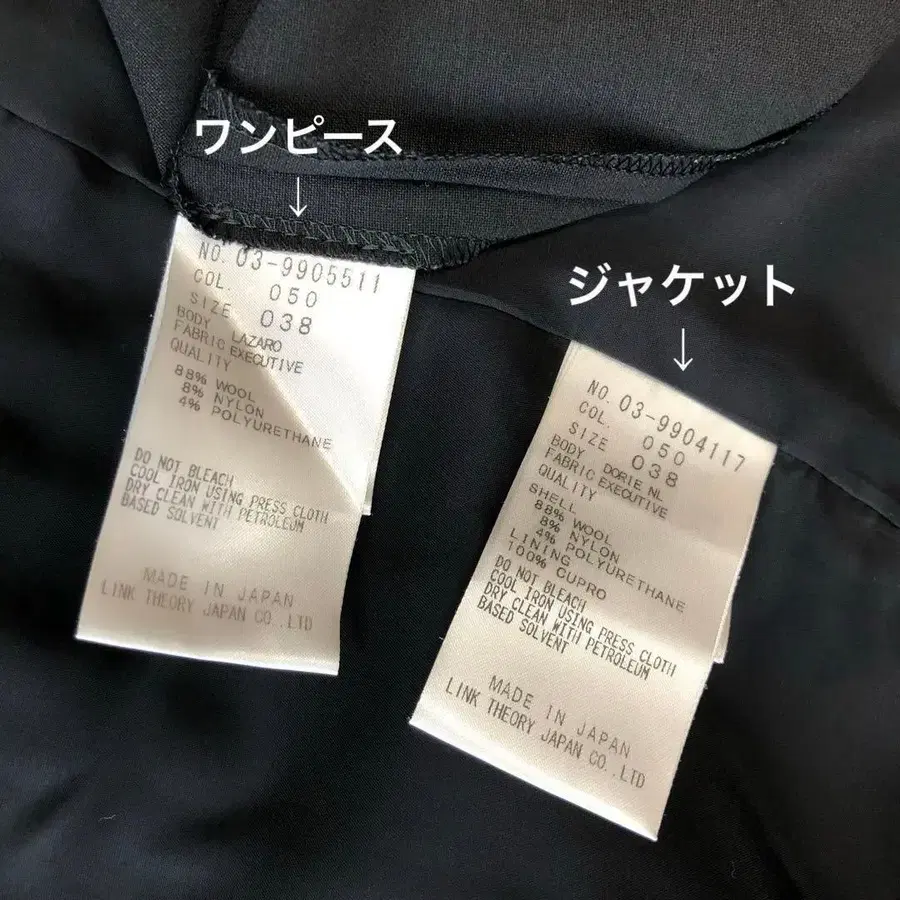 ワンピース
↓
NO. 03-9905511
COL. 050
SIZE 038
BODY LAZARO
FABRIC EXECUTIVE
QUALITY
88% WOOL
8% NYLON
4% POLYURETHANE
DO NOT BLEACH
COOL IRON USING PRESS CLOTH
DRY CLEAN WITH PETROLEUM
BASED SOLVENT
MADE IN JAPAN
LINK THEORY JAPAN CO.,LTD
ジャケット
↓
NO. 03-9904117
COL. 050
SIZE 038
BODY DORIE NL
FABRIC EXECUTIVE
QUALITY
SHELL
88% WOOL
8% NYLON
4% POLYURETHANE
LINING
100% CUPRO
DO NOT BLEACH
COOL IRON USING PRESS CLOTH
DRY CLEAN WITH PETROLEUM
BASED SOLVENT
MADE IN JAPAN
LINK THEORY JAPAN CO.,LTD